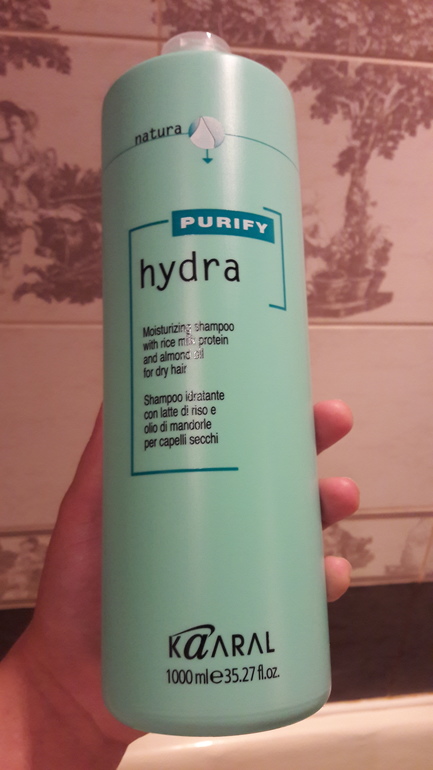 natura
PURIFY
hydra
Moisturizing shampoo
with rice milk protein
and almond oil
for dry hair
Shampoo idratante
con latte di riso e
olio di mandorle
per capelli secchi
KAARAL
1000 ml e 35.27 fl.oz.